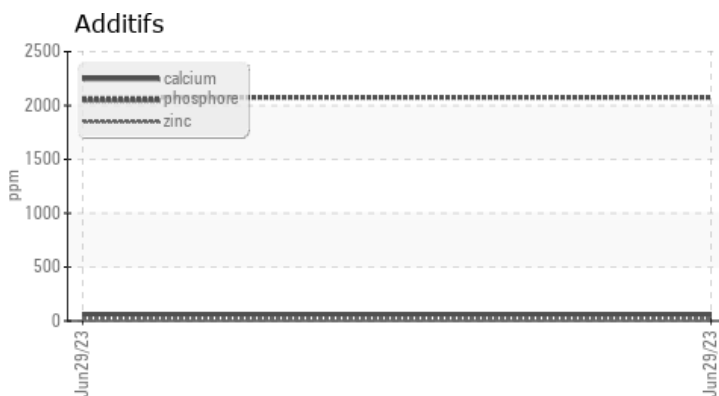 Additifs
2500
2000
1500
1000
500
0
ppm
calcium
phosphore
zinc
Jun29/23
Jun29/23